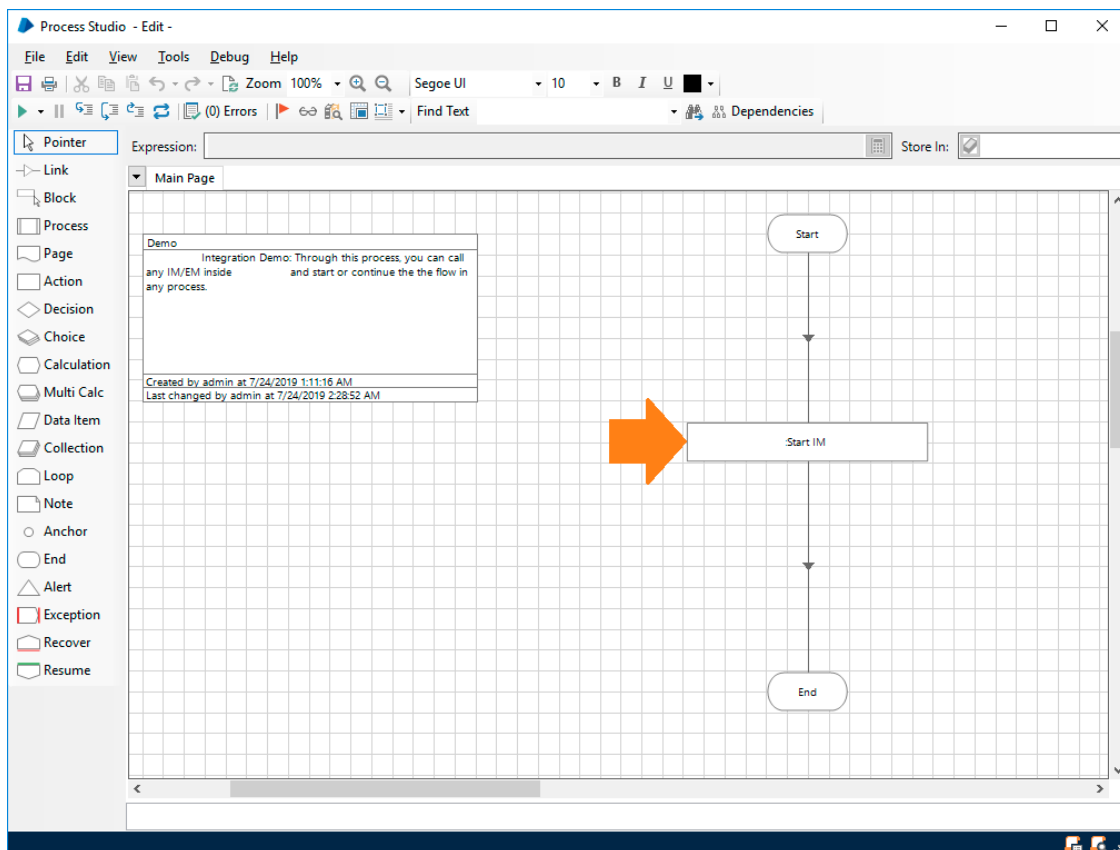 Process Studio - Edit -
File Edit View Tools Debug Help
Zoom 100% Segoe UI 10 B I U
(0) Errors Find Text Dependencies
Pointer
Expression:
Store In:
Link
Main Page
Block
Process
Page
Action
Decision
Choice
Calculation
Multi Calc
Data Item
Collection
Loop
Note
Anchor
End
Alert
Exception
Recover
Resume
Demo
Integration Demo: Through this process, you can call
any IM/EM inside and start or continue the the flow in
any process.
Created by admin at 7/24/2019 1:11:16 AM
Last changed by admin at 7/24/2019 2:28:52 AM
Start
:Start IM
End